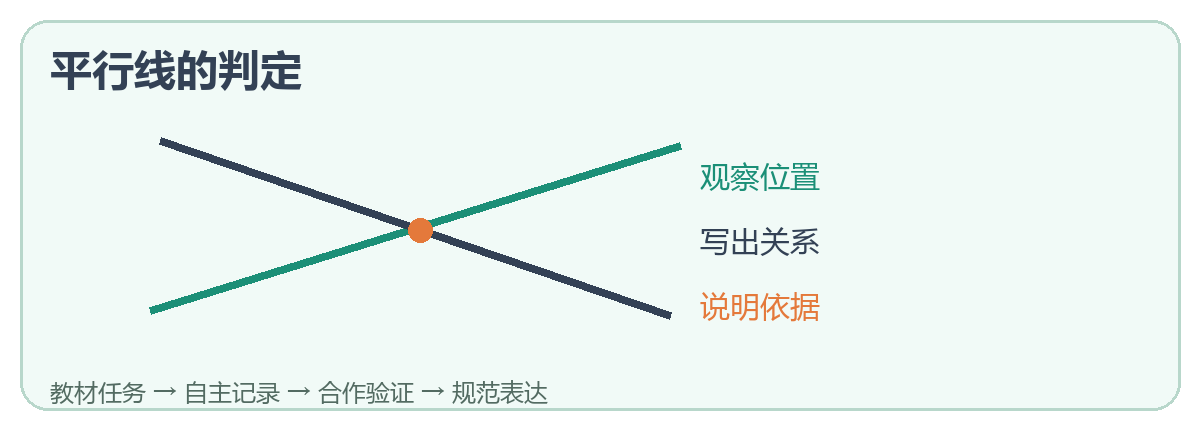 平行线的判定
观察位置
写出关系
说明依据
教材任务 → 自主记录 → 合作验证 → 规范表达